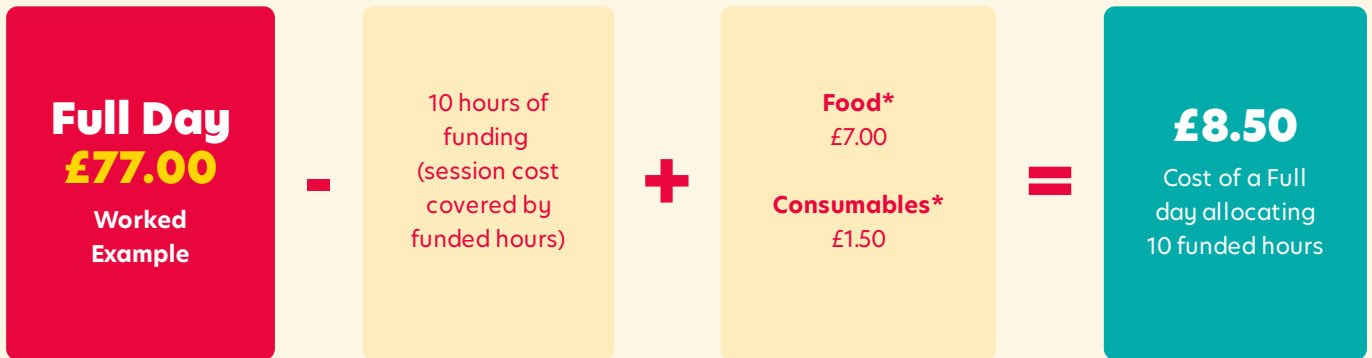 Full Day
£77.00
Worked
Example
-
10 hours of
funding
(session cost
covered by
funded hours)
+
Food*
£7.00
Consumables*
£1.50
=
£8.50
Cost of a Full
day allocating
10 funded hours